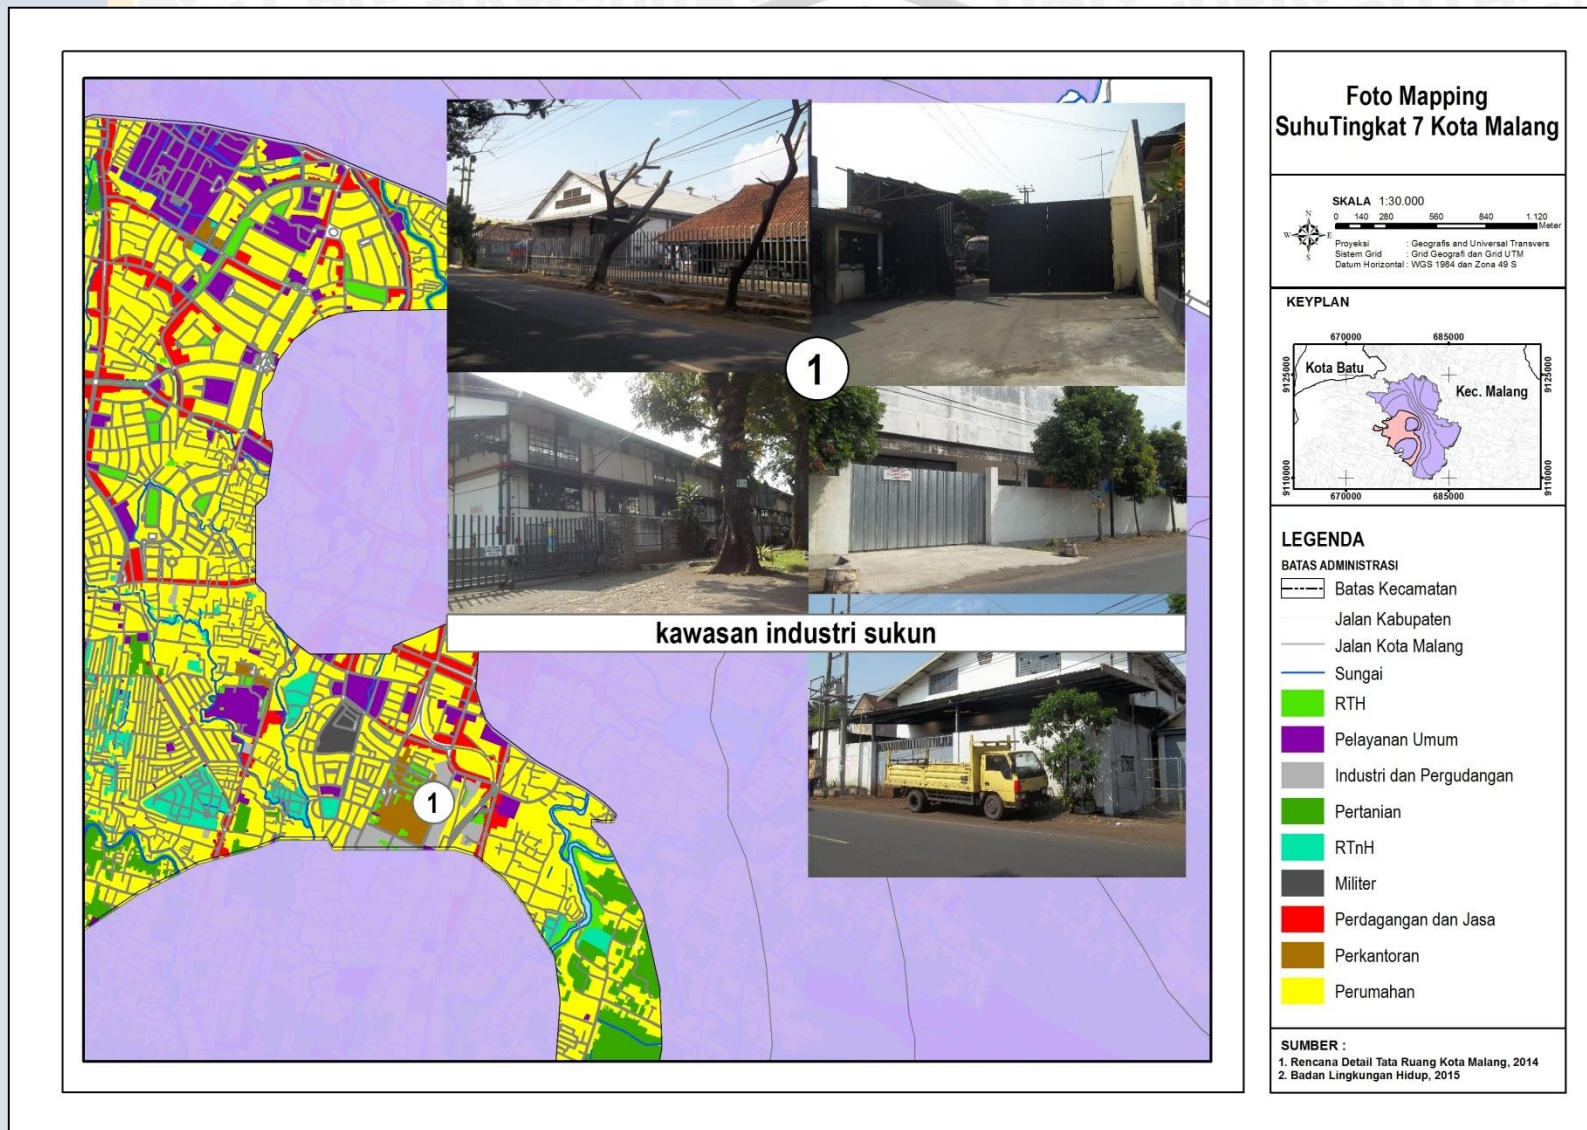 Foto Mapping
SuhuTingkat 7 Kota Malang
SKALA 1:30.000
0 140 280 560 840 1.120
Meter
N
W E
S
Proyeksi : Geografis and Universal Transvers
Sistem Grid : Grid Geografi dan Grid UTM
Datum Horizontal : WGS 1984 dan Zona 49 S
KEYPLAN
670000 685000
9125000 9125000
Kota Batu
Kec. Malang
9110000 9110000
670000 685000
LEGENDA
BATAS ADMINISTRASI
Batas Kecamatan
Jalan Kabupaten
Jalan Kota Malang
Sungai
RTH
Pelayanan Umum
Industri dan Pergudangan
Pertanian
RTnH
Militer
Perdagangan dan Jasa
Perkantoran
Perumahan
SUMBER :
1. Rencana Detail Tata Ruang Kota Malang, 2014
2. Badan Lingkungan Hidup, 2015
1
kawasan industri sukun
1